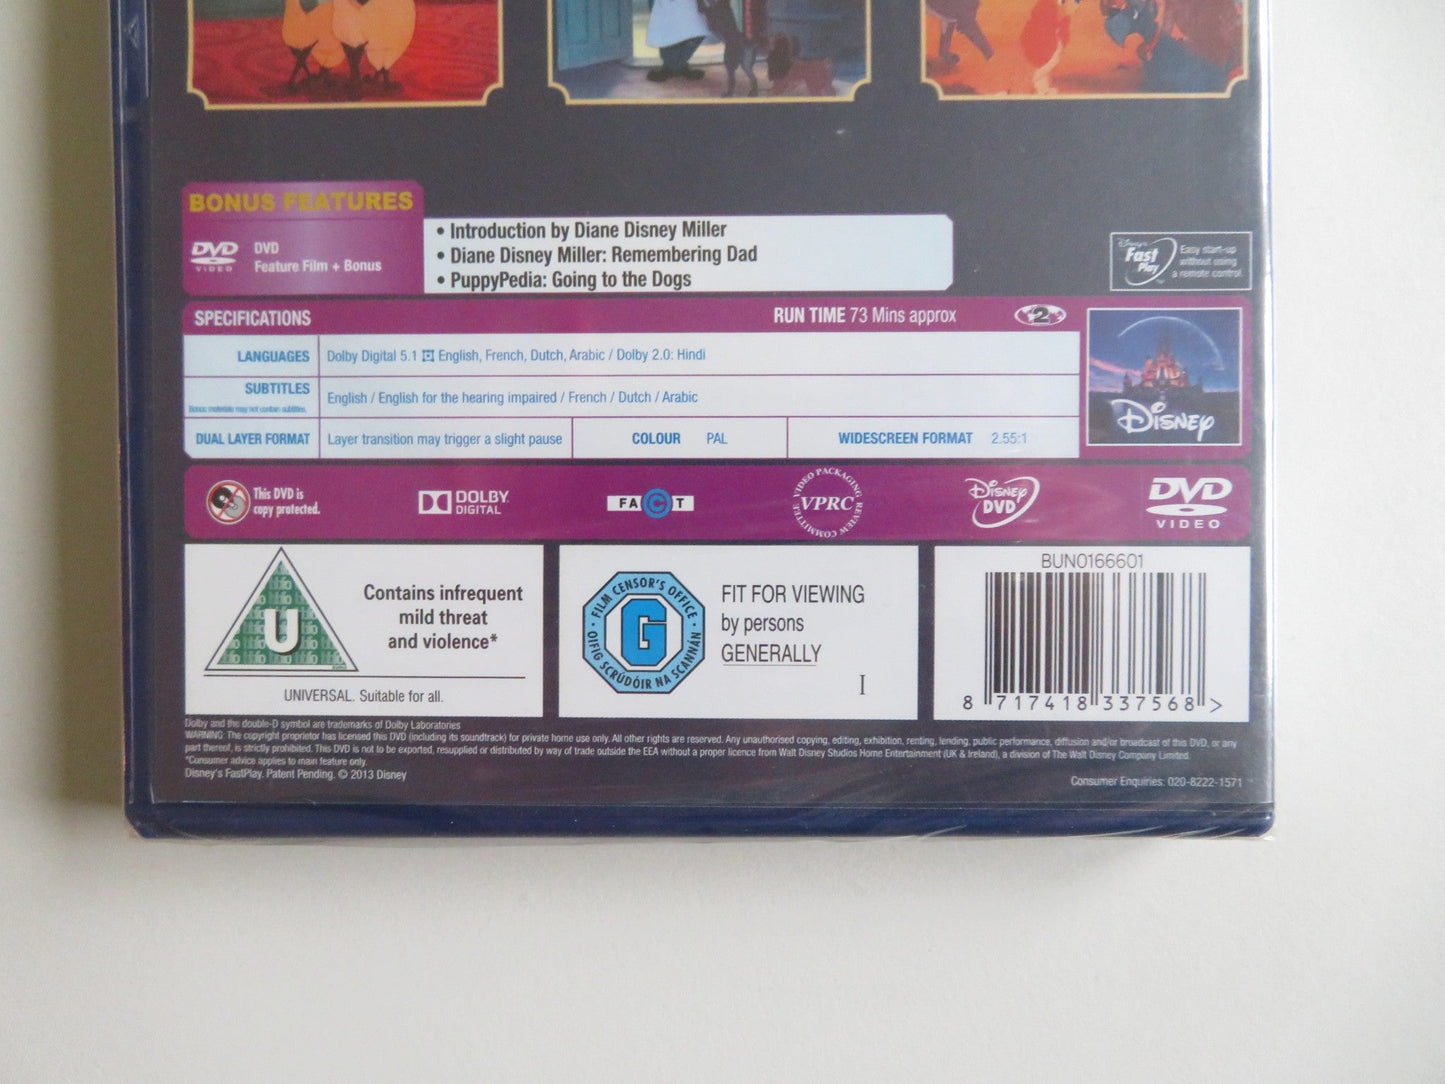 BONUS FEATURES
DVD VIDEO
DVD
Feature Film + Bonus
• Introduction by Diane Disney Miller
• Diane Disney Miller: Remembering Dad
• PuppyPedia: Going to the Dogs
Disney's Fast Play
Easy start-up
without using
a remote control.
SPECIFICATIONS
RUN TIME 73 Mins approx
2
LANGUAGES
Dolby Digital 5.1 English, French, Dutch, Arabic / Dolby 2.0: Hindi
SUBTITLES
Bonus materials may not contain subtitles.
English / English for the hearing impaired / French / Dutch / Arabic
DUAL LAYER FORMAT
Layer transition may trigger a slight pause
COLOUR PAL
WIDESCREEN FORMAT 2.55:1
DISNEY
This DVD is
copy protected.
DOLBY
DIGITAL
FACT
VIDEO PACKAGING REVIEW COMMITTEE
VPRC
DISNEY
DVD
DVD
VIDEO
U
Contains infrequent
mild threat
and violence*
UNIVERSAL. Suitable for all.
FILM CENSOR'S OFFICE
G
OIFIG SCRÚDÓIR NA SCANNÁN
FIT FOR VIEWING
by persons
GENERALLY
I
BUN0166601
8 717418 337568 >
Dolby and the double-D symbol are trademarks of Dolby Laboratories
WARNING: The copyright proprietor has licensed this DVD (including its soundtrack) for private home use only. All other rights are reserved. Any unauthorised copying, editing, exhibition, renting, lending, public performance, diffusion and/or broadcast of this DVD, or any
part thereof, is strictly prohibited. This DVD is not to be exported, resupplied or distributed by way of trade outside the EEA without a proper licence from Walt Disney Studios Home Entertainment (UK & Ireland), a division of The Walt Disney Company Limited.
*Consumer advice applies to main feature only.
Disney's FastPlay. Patent Pending. © 2013 Disney
Consumer Enquiries: 020-8222-1571